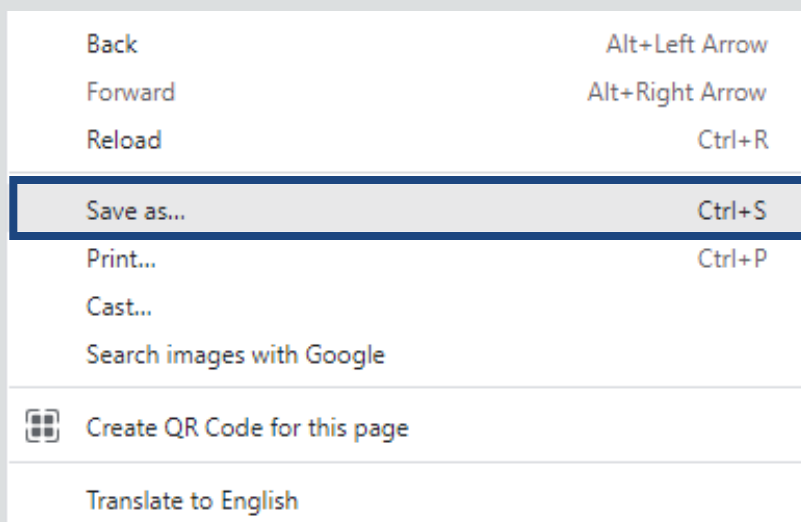 Back Alt+Left Arrow
Forward Alt+Right Arrow
Reload Ctrl+R
Save as... Ctrl+S
Print... Ctrl+P
Cast...
Search images with Google
Create QR Code for this page
Translate to English